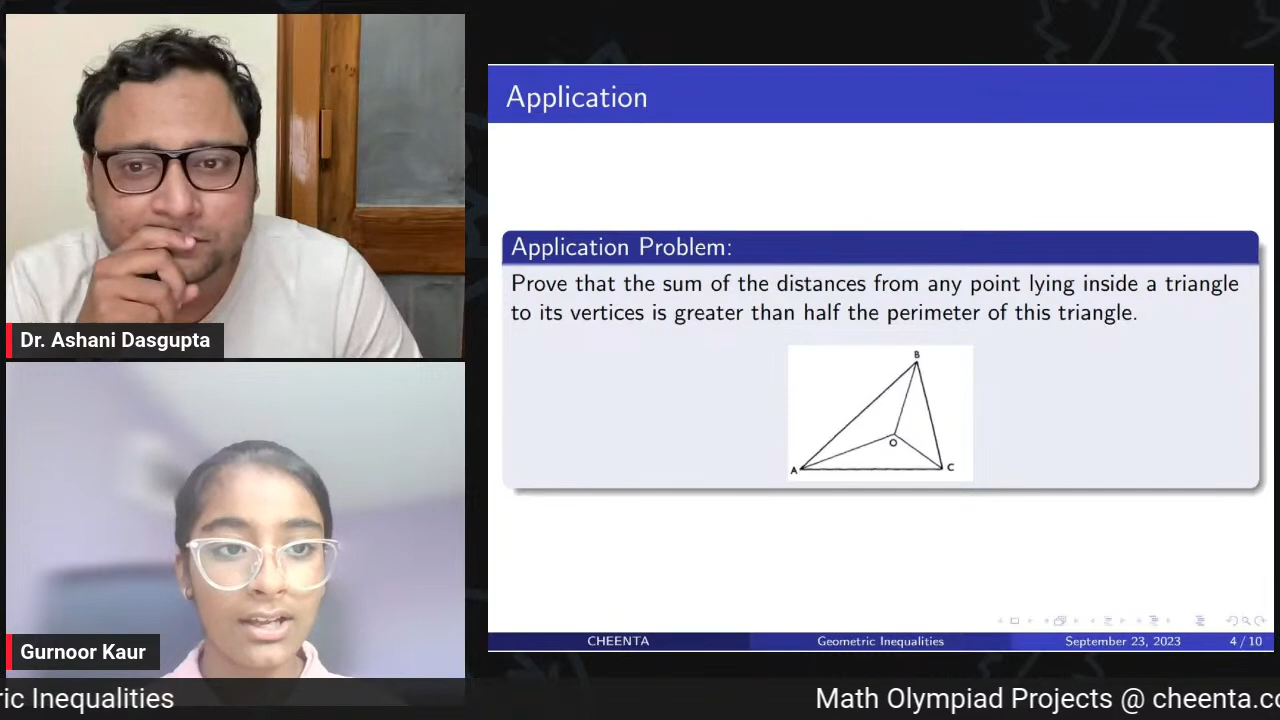 Dr. Ashani Dasgupta
Gurnoor Kaur
Application
Application Problem:
Prove that the sum of the distances from any point lying inside a triangle
to its vertices is greater than half the perimeter of this triangle.
B
O
A
C
CHEENTA
Geometric Inequalities
September 23, 2023
4 / 10
ric Inequalities
Math Olympiad Projects @ cheenta.co